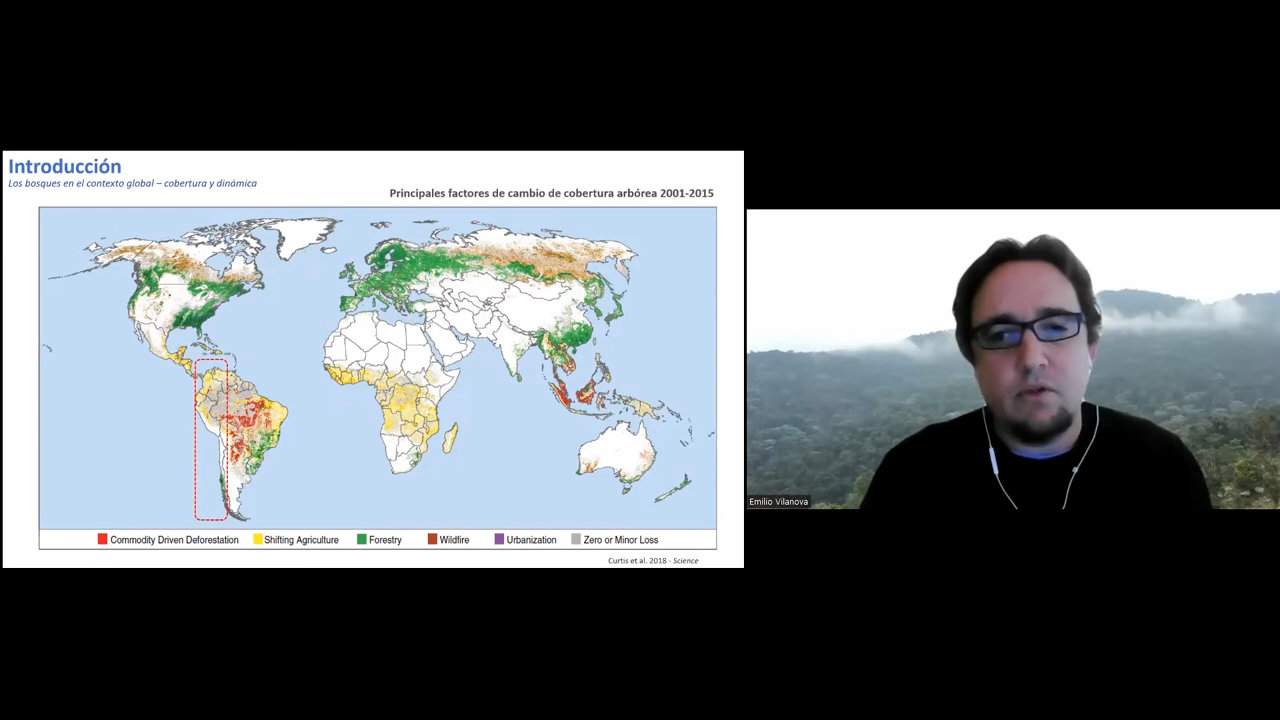 Introducción
Los bosques en el contexto global – cobertura y dinámica
Principales factores de cambio de cobertura arbórea 2001-2015
Commodity Driven Deforestation
Shifting Agriculture
Forestry
Wildfire
Urbanization
Zero or Minor Loss
Curtis et al. 2018 - Science
Emilio Vilanova